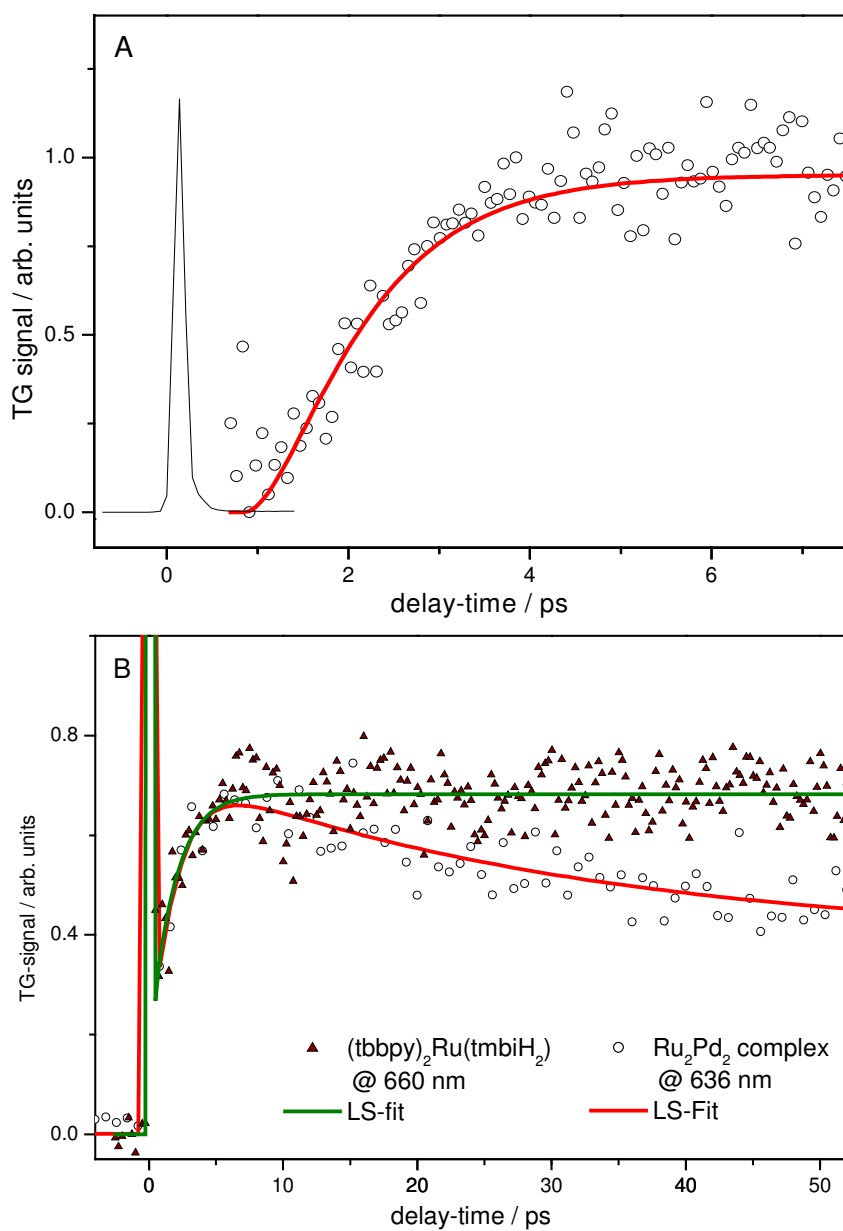 A
1.0
0.5
0.0
TG signal / arb. units
0
2
4
6
delay-time / ps
B
0.8
0.4
0.0
TG-signal / arb. units
(tbbpy)₂Ru(tmbiH₂)
@ 660 nm
LS-fit
Ru₂Pd₂ complex
@ 636 nm
LS-Fit
0
10
20
30
40
50
delay-time / ps